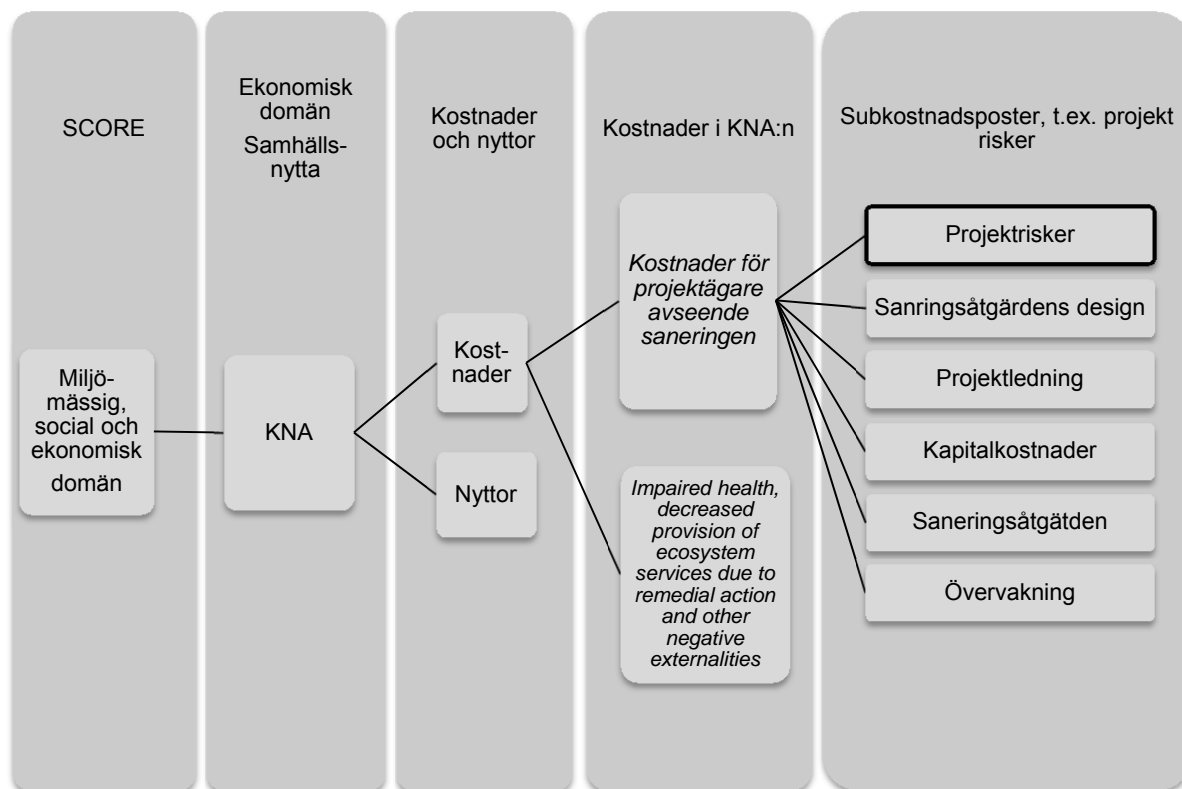 SCORE
Ekonomisk
domän
Samhälls-
nytta
Kostnader
och nyttor
Kostnader i KNA:n
Subkostnadsposter, t.ex. projekt
risker
Miljö-
mässig,
social och
ekonomisk
domän
KNA
Kost-
nader
Nyttor
Kostnader för
projektägare
avseende
saneringen
Impaired health,
decreased
provision of
ecosystem
services due to
remedial action
and other
negative
externalities
Projektrisker
Sanringsåtgärdens design
Projektledning
Kapitalkostnader
Saneringsåtgätden
Övervakning